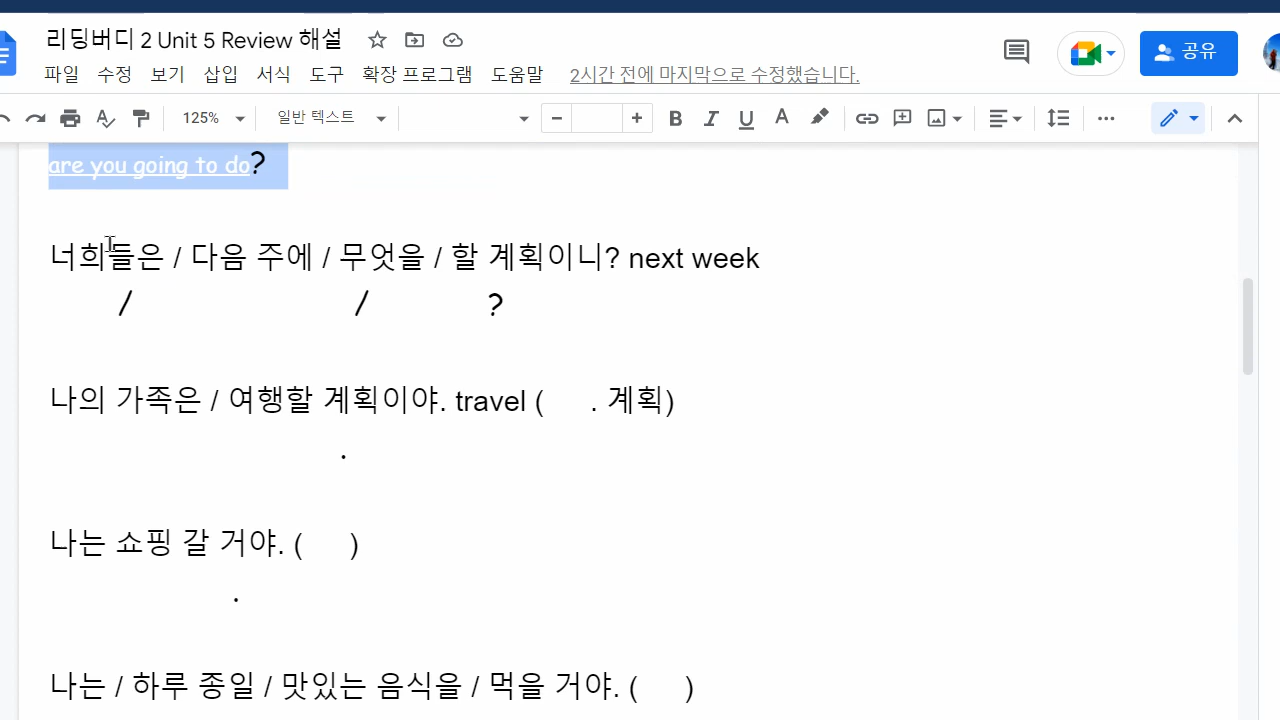 리딩버디 2 Unit 5 Review 해설
파일 수정 보기 삽입 서식 도구 확장 프로그램 도움말 2시간 전에 마지막으로 수정했습니다.
공유
125% 일반 텍스트 − + B I U A
are you going to do?
너희들은 / 다음 주에 / 무엇을 / 할 계획이니? next week
/ / ?
나의 가족은 / 여행할 계획이야. travel ( . 계획)
.
나는 쇼핑 갈 거야. ( )
.
나는 / 하루 종일 / 맛있는 음식을 / 먹을 거야. ( )